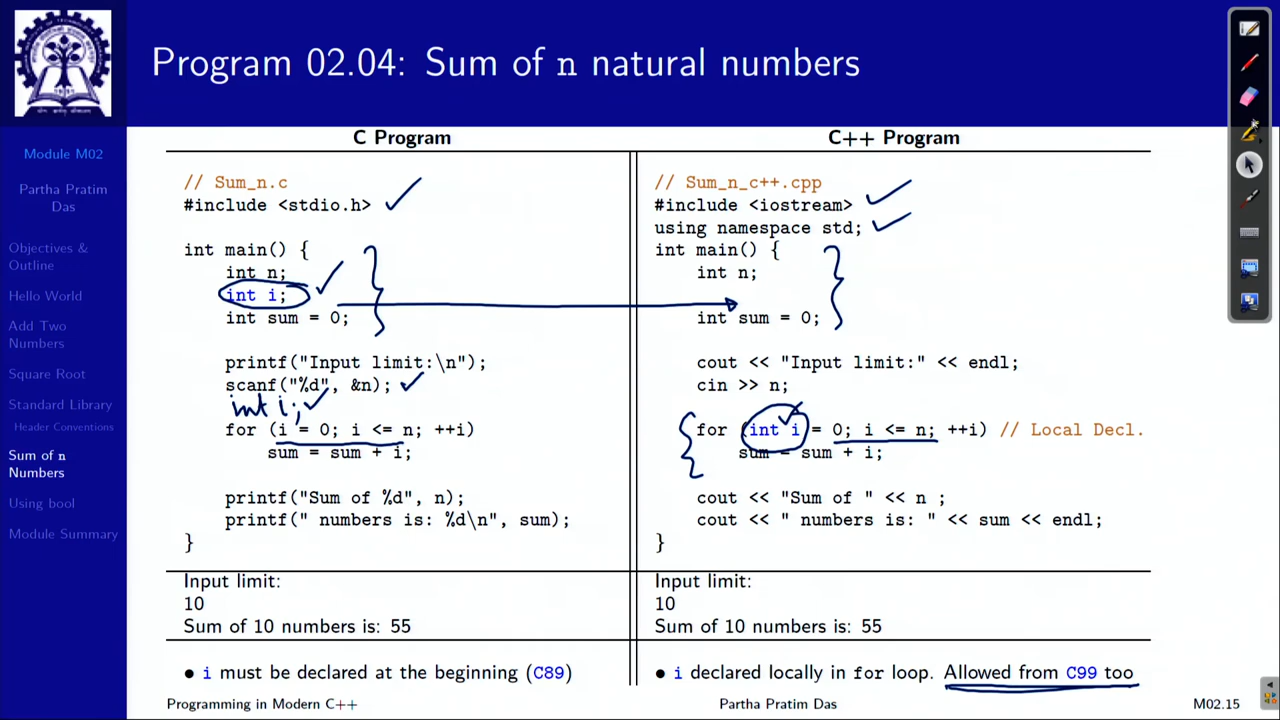 Program 02.04: Sum of n natural numbers
Module M02
Partha Pratim
Das
Objectives &
Outline
Hello World
Add Two
Numbers
Square Root
Standard Library
Header Conventions
Sum of n
Numbers
Using bool
Module Summary
C Program
// Sum_n.c
#include <stdio.h>
int main() {
int n;
int i;
int sum = 0;
printf("Input limit:\n");
scanf("%d", &n);
int i;
for (i = 0; i <= n; ++i)
sum = sum + i;
printf("Sum of %d", n);
printf(" numbers is: %d\n", sum);
}
Input limit:
10
Sum of 10 numbers is: 55
• i must be declared at the beginning (C89)
C++ Program
// Sum_n_c++.cpp
#include <iostream>
using namespace std;
int main() {
int n;
int sum = 0;
cout << "Input limit:" << endl;
cin >> n;
for (int i = 0; i <= n; ++i) // Local Decl.
sum = sum + i;
cout << "Sum of " << n ;
cout << " numbers is: " << sum << endl;
}
Input limit:
10
Sum of 10 numbers is: 55
• i declared locally in for loop. Allowed from C99 too
Programming in Modern C++
Partha Pratim Das
M02.15